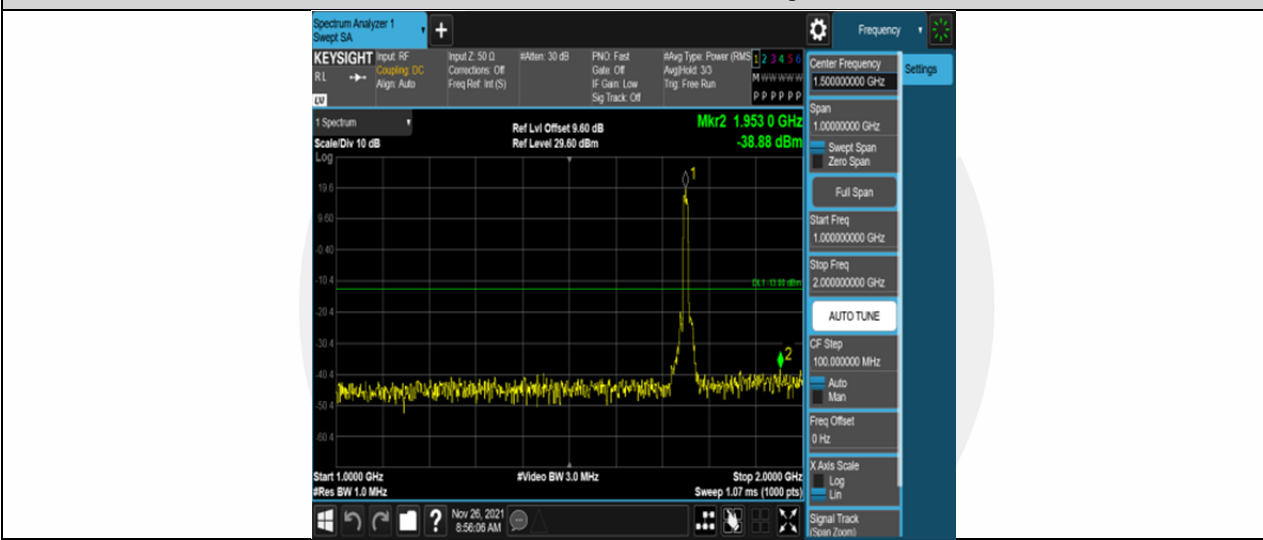 Spectrum Analyzer 1
Swept SA
+
Frequency
KEYSIGHT
RL
Input: RF
Coupling: DC
Align: Auto
Input Z: 50 Ω
Corrections: Off
Freq Ref: Int (S)
#Atten: 30 dB
PNO: Fast
Gate: Off
IF Gain: Low
Sig Track: Off
#Avg Type: Power (RMS
Avg|Hold: 3/3
Trig: Free Run
1 2 3 4 5 6
M W W W W W
P P P P P P
1 Spectrum
Scale/Div 10 dB
Log
Ref Lvl Offset 9.60 dB
Ref Level 29.60 dBm
Mkr2 1.953 0 GHz
-38.88 dBm
19.6
9.60
-0.40
-10.4
-20.4
-30.4
-40.4
-50.4
-60.4
1
DL1 -13.00 dBm
2
Start 1.0000 GHz
#Res BW 1.0 MHz
#Video BW 3.0 MHz
Stop 2.0000 GHz
Sweep 1.07 ms (1000 pts)
?
Nov 26, 2021
8:56:06 AM
Center Frequency
1.500000000 GHz
Settings
Span
1.00000000 GHz
Swept Span
Zero Span
Full Span
Start Freq
1.000000000 GHz
Stop Freq
2.000000000 GHz
AUTO TUNE
CF Step
100.000000 MHz
Auto
Man
Freq Offset
0 Hz
X Axis Scale
Log
Lin
Signal Track
(Span Zoom)